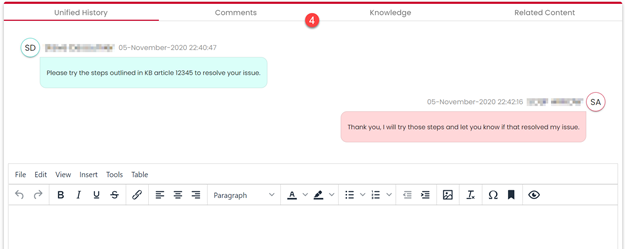 Unified History Comments Knowledge Related Content
4
SD 05-November-2020 22:40:47
Please try the steps outlined in KB article 12345 to resolve your issue.
05-November-2020 22:42:16 SA
Thank you, I will try those steps and let you know if that resolved my issue.
File Edit View Insert Tools Table
B I U S Paragraph A